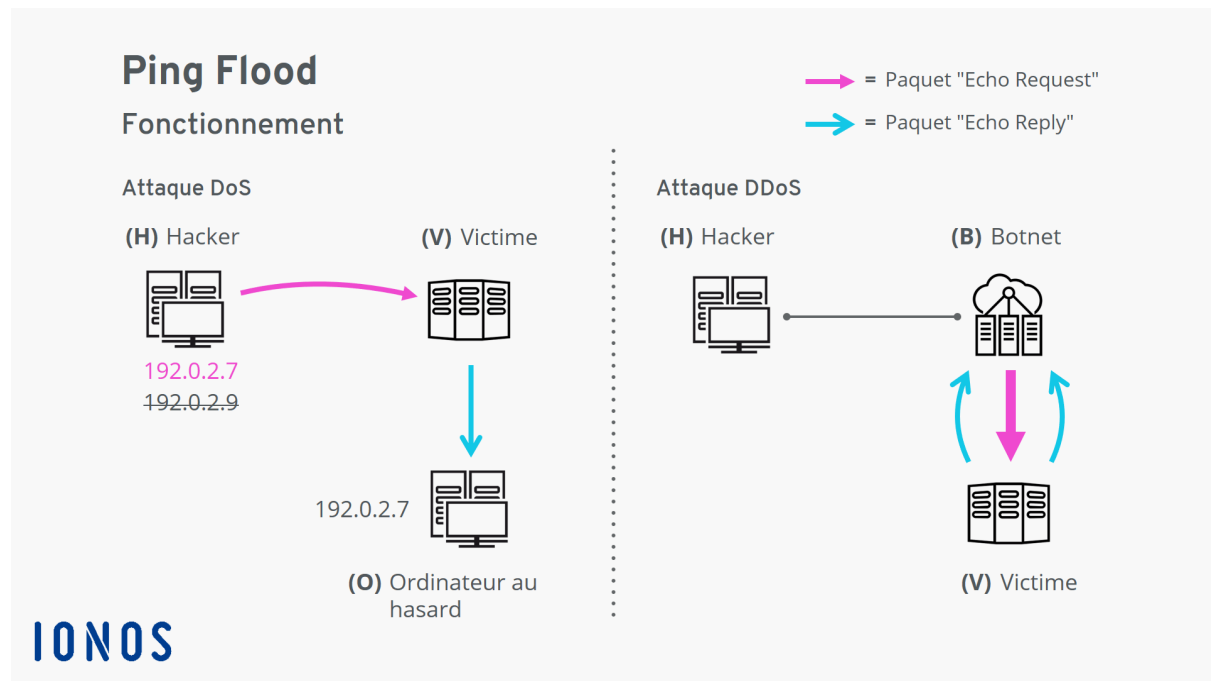 Ping Flood
Fonctionnement
= Paquet "Echo Request"
= Paquet "Echo Reply"
Attaque DoS
(H) Hacker
(V) Victime
192.0.2.7
192.0.2.9
192.0.2.7
(O) Ordinateur au
hasard
Attaque DDoS
(H) Hacker
(B) Botnet
(V) Victime
IONOS